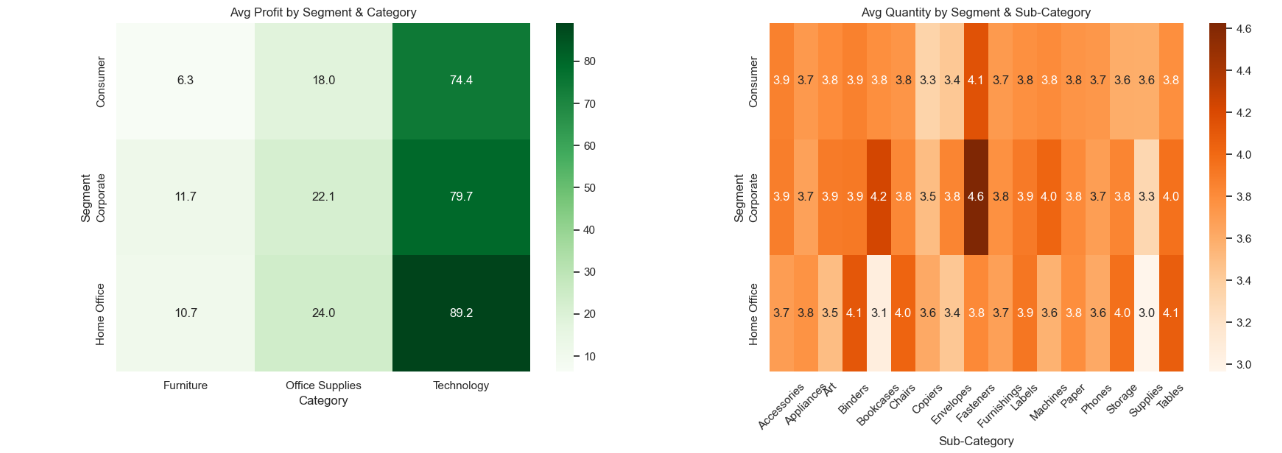 Avg Profit by Segment & Category
Segment
Consumer
6.3 18.0 74.4
Corporate
11.7 22.1 79.7
Home Office
10.7 24.0 89.2
Furniture Office Supplies Technology
Category
80
70
60
50
40
30
20
10
Avg Quantity by Segment & Sub-Category
Segment
Consumer
3.9 3.7 3.8 3.9 3.8 3.8 3.3 3.4 4.1 3.7 3.8 3.8 3.8 3.7 3.6 3.6 3.8
Corporate
3.9 3.7 3.9 3.9 4.2 3.8 3.5 3.8 4.6 3.8 3.9 4.0 3.8 3.7 3.8 3.3 4.0
Home Office
3.7 3.8 3.5 4.1 3.1 4.0 3.6 3.4 3.8 3.7 3.9 3.6 3.8 3.6 4.0 3.0 4.1
Accessories Appliances Art Binders Bookcases Chairs Copiers Envelopes Fasteners Furnishings Labels Machines Paper Phones Storage Supplies Tables
Sub-Category
4.6
4.4
4.2
4.0
3.8
3.6
3.4
3.2
3.0